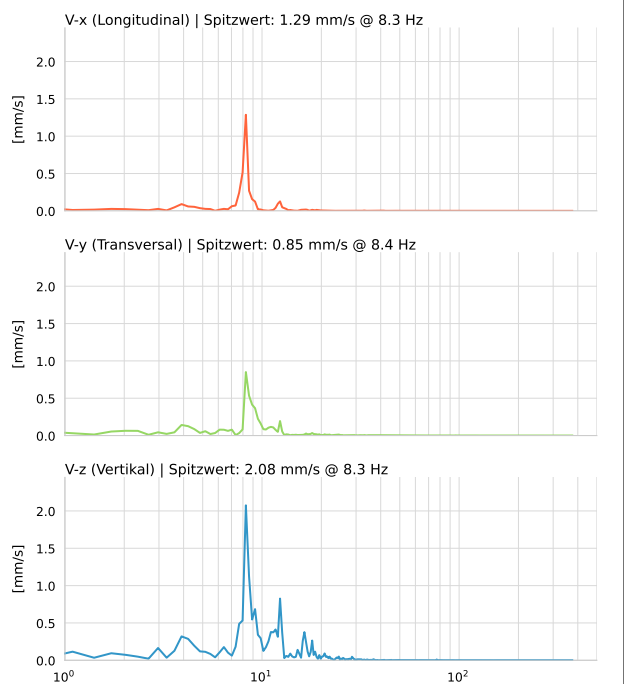 V-x (Longitudinal) | Spitzwert: 1.29 mm/s @ 8.3 Hz
2.0
1.5
[mm/s]
1.0
0.5
0.0
V-y (Transversal) | Spitzwert: 0.85 mm/s @ 8.4 Hz
2.0
1.5
[mm/s]
1.0
0.5
0.0
V-z (Vertikal) | Spitzwert: 2.08 mm/s @ 8.3 Hz
2.0
1.5
[mm/s]
1.0
0.5
0.0
10⁰ 10¹ 10²